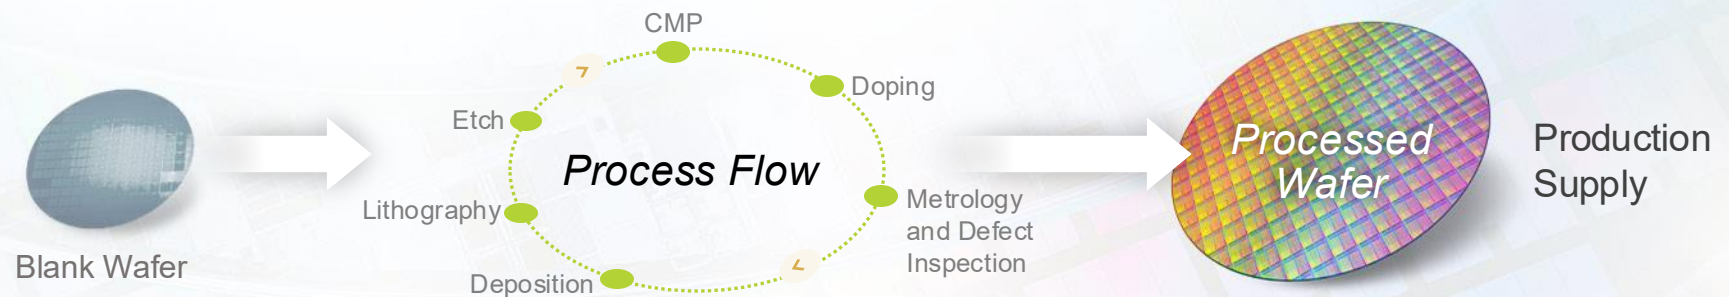 Blank Wafer
CMP
Doping
Etch
Process Flow
Lithography
Metrology
and Defect
Inspection
Deposition
Processed
Wafer
Production
Supply